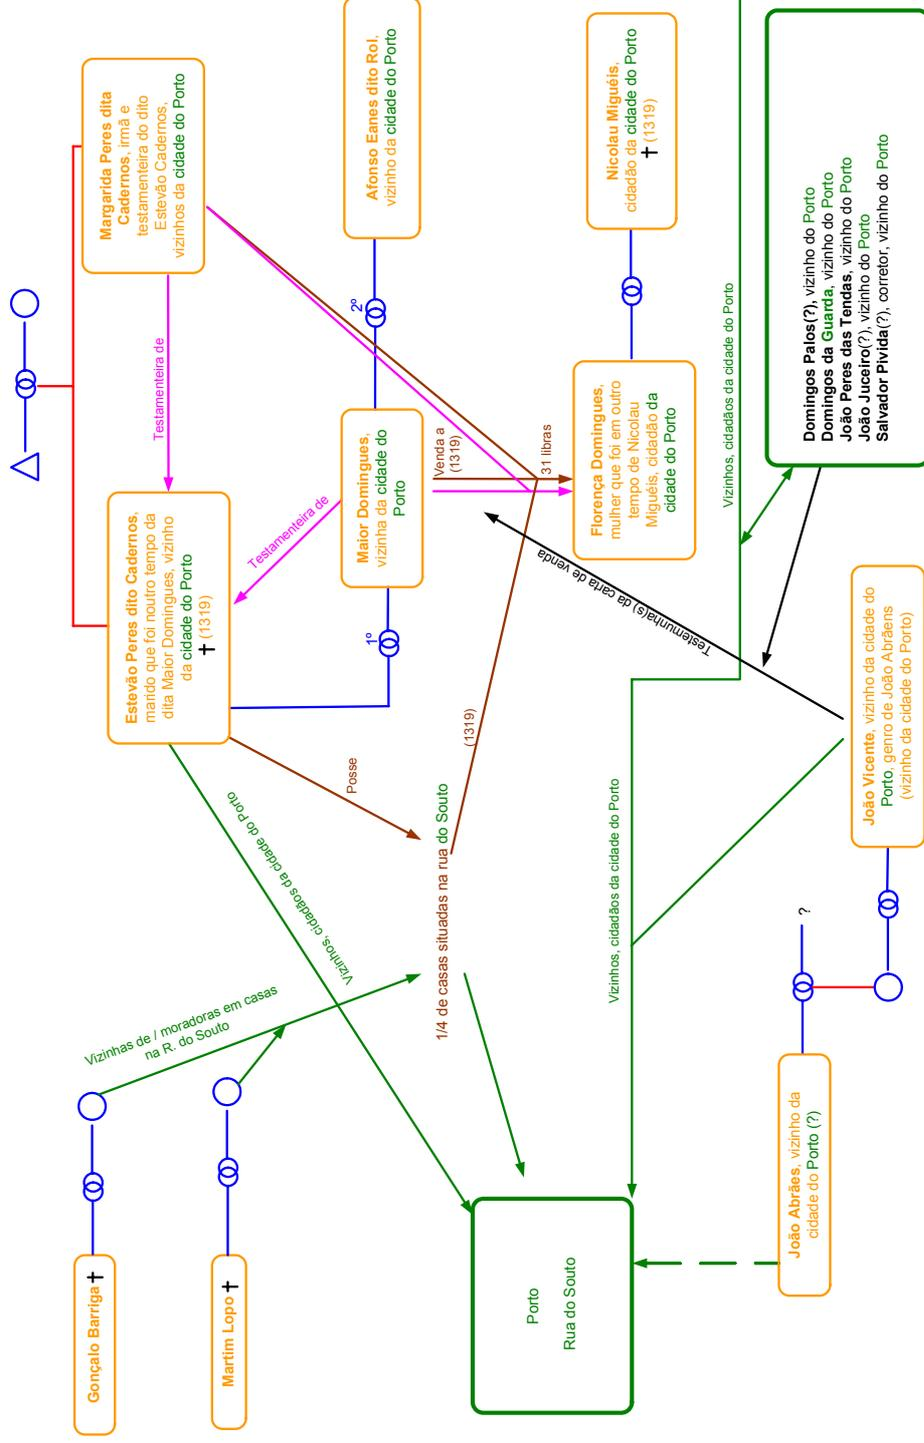 Margarida Peres dita
Cadernos, irmã e
testamenteira do dito
Estevão Cadernos,
vizinhos da cidade do Porto
Testamenteira de
Estevão Peres dito Cadernos,
marido que foi noutro tempo da
dita Maior Domingues, vizinho
da cidade do Porto
✝ (1319)
Afonso Eanes dito Rol,
vizinho da cidade do Porto
2º
Maior Domingues,
vizinha da cidade do
Porto
1º
Testamenteira de
Venda a
(1319)
31 libras
Nicolau Miguéis,
cidadão da cidade do Porto
✝ (1319)
Florença Domingues,
mulher que foi em outro
tempo de Nicolau
Miguéis, cidadão da
cidade do Porto
Posse
(1319)
1/4 de casas situadas na rua do Souto
Vizinhos, cidadãos da cidade do Porto
Vizinhas de / moradoras em casas
na R. do Souto
Gonçalo Barriga ✝
Martim Lopo ✝
Testemunha(s) da carta de venda
Vizinhos, cidadãos da cidade do Porto
Vizinhos, cidadãos da cidade do Porto
Domingos Palos(?), vizinho do Porto
Domingos da Guarda, vizinho do Porto
João Peres das Tendas, vizinho do Porto
João Juceiro(?), vizinho do Porto
Salvador Pivida(?), corretor, vizinho do Porto
João Vicente, vizinho da cidade do
Porto, genro de João Abrãens
(vizinho da cidade do Porto)
?
João Abrães, vizinho da
cidade do Porto (?)
Porto
Rua do Souto